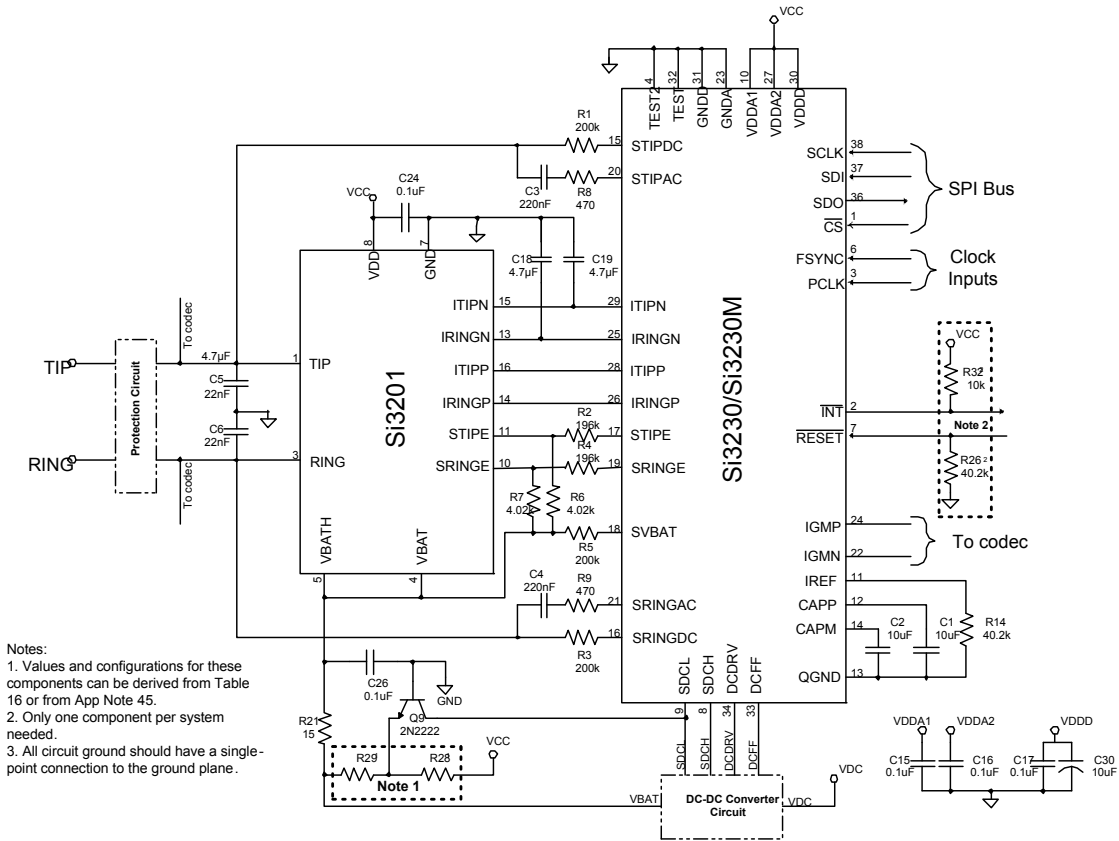 VCC
4
32
31
23
10
27
30
TEST2
TEST
GNDD
GNDA
VDDA1
VDDA2
VDDD
R1
200k
15
STIPDC
20
STIPAC
C3
220nF
R8
470
SCLK
38
SDI
37
SDO
36
CS
1
SPI Bus
FSYNC
6
PCLK
3
Clock
Inputs
C24
0.1uF
VCC
8
7
VDD
GND
C18
4.7µF
C19
4.7µF
ITIPN
15
29
ITIPN
IRINGN
13
25
IRINGN
ITIPP
16
28
ITIPP
IRINGP
14
26
IRINGP
STIPE
11
R2
196k
17
STIPE
SRINGE
10
R4
196k
19
SRINGE
R7
4.02k
R6
4.02k
18
SVBAT
R5
200k
Si3201
Si3230/Si3230M
To codec
TIP
Protection Circuit
4.7µF
1
TIP
C5
22nF
C6
22nF
RING
3
RING
To codec
VBATH
VBAT
5
4
VCC
R32
10k
INT
2
Note 2
RESET
7
R26²
40.2k
IGMP
24
IGMN
22
To codec
IREF
11
CAPP
12
CAPM
14
C2
10uF
C1
10uF
R14
40.2k
QGND
13
C4
220nF
R9
470
21
SRINGAC
16
SRINGDC
R3
200k
SDCL
SDCH
DCDRV
DCFF
9
8
34
33
SDCL
SDCH
DCDRV
DCFF
C26
0.1uF
GND
Q9
2N2222
R21
15
R29
R28
VCC
Note 1
VBAT
DC-DC Converter
Circuit
VDC
VDC
VDDA1
VDDA2
VDDD
C15
0.1uF
C16
0.1uF
C17
0.1uF
C30
10uF
Notes:
1. Values and configurations for these
components can be derived from Table
16 or from App Note 45.
2. Only one component per system
needed.
3. All circuit ground should have a single-
point connection to the ground plane.